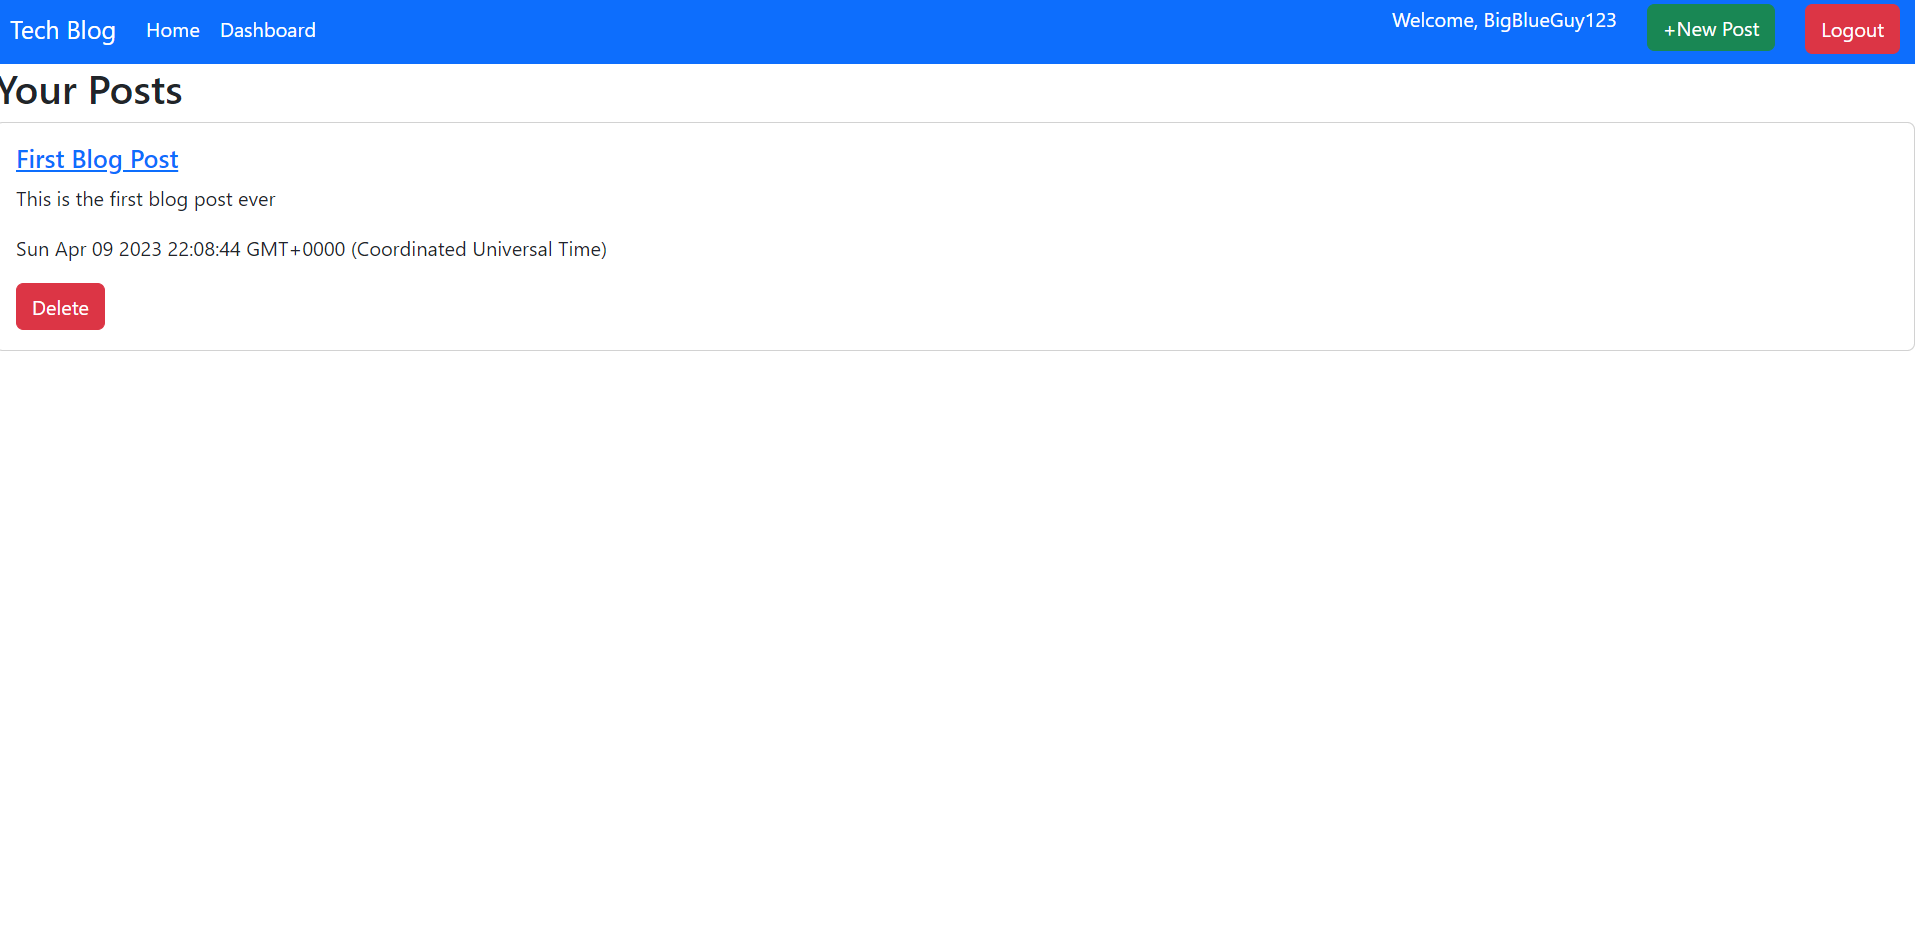 Tech Blog Home Dashboard Welcome, BigBlueGuy123 +New Post Logout
Your Posts
First Blog Post
This is the first blog post ever
Sun Apr 09 2023 22:08:44 GMT+0000 (Coordinated Universal Time)
Delete